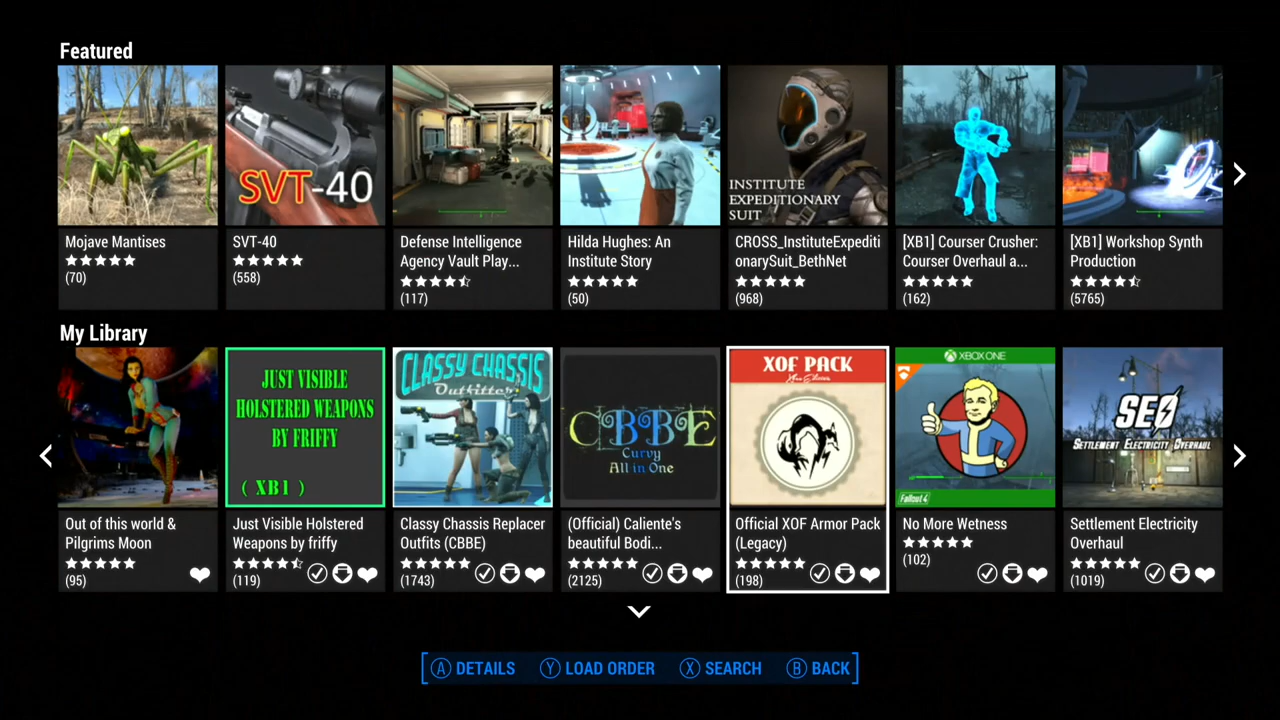 Featured
SVT-40
INSTITUTE
EXPEDITIONARY
SUIT
Mojave Mantises
(70)
SVT-40
(558)
Defense Intelligence
Agency Vault Play...
(117)
Hilda Hughes: An
Institute Story
(50)
CROSS_InstituteExpediti
onarySuit_BethNet
(968)
[XB1] Courser Crusher:
Courser Overhaul a...
(162)
[XB1] Workshop Synth
Production
(5765)
My Library
JUST VISIBLE
HOLSTERED WEAPONS
BY FRIFFY
( XB1 )
CLASSY CHASSIS
Outfitters
CBBE
Curvy
All in One
XOF PACK
Xbox Edition
XBOX ONE
Fallout 4
SEO
SETTLEMENT ELECTRICITY OVERHAUL
Out of this world &
Pilgrims Moon
(95)
Just Visible Holstered
Weapons by friffy
(119)
Classy Chassis Replacer
Outfits (CBBE)
(1743)
(Official) Caliente's
beautiful Bodi...
(2125)
Official XOF Armor Pack
(Legacy)
(198)
No More Wetness
(102)
Settlement Electricity
Overhaul
(1019)
A DETAILS Y LOAD ORDER X SEARCH B BACK